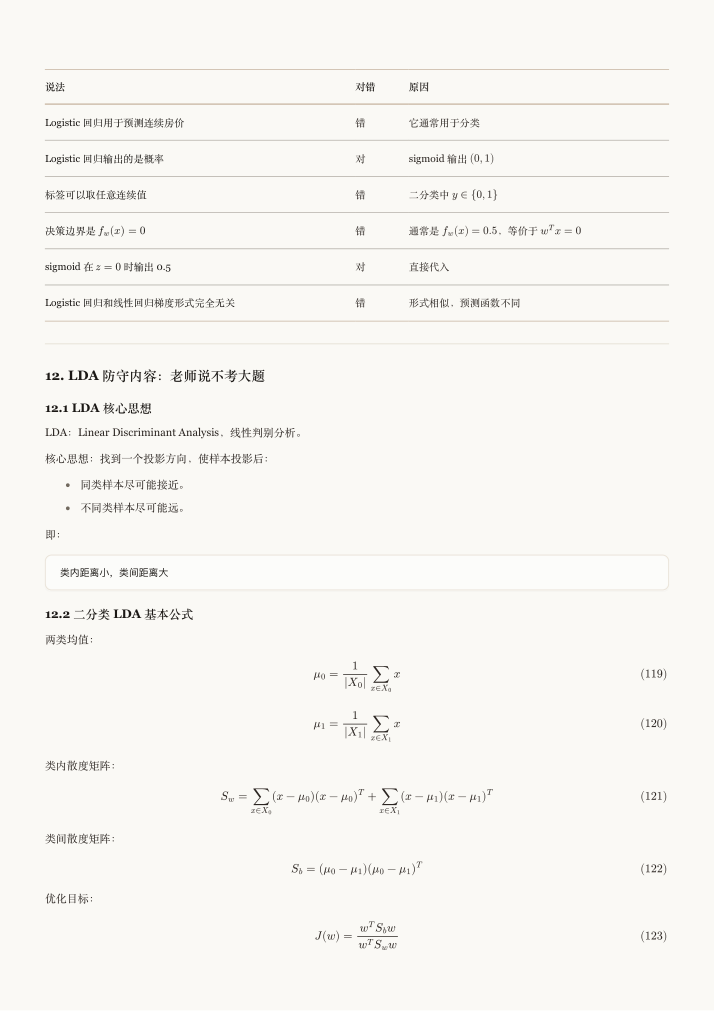 说法 对错 原因
Logistic 回归用于预测连续房价 错 它通常用于分类
Logistic 回归输出的是概率 对 sigmoid 输出 (0, 1)
标签可以取任意连续值 错 二分类中 y ∈ {0, 1}
决策边界是 f_w(x) = 0 错 通常是 f_w(x) = 0.5，等价于 w^T x = 0
sigmoid 在 z = 0 时输出 0.5 对 直接代入
Logistic 回归和线性回归梯度形式完全无关 错 形式相似，预测函数不同
12. LDA 防守内容：老师说不考大题
12.1 LDA 核心思想
LDA：Linear Discriminant Analysis，线性判别分析。
核心思想：找到一个投影方向，使样本投影后：
• 同类样本尽可能接近。
• 不同类样本尽可能远。
即：
类内距离小，类间距离大
12.2 二分类 LDA 基本公式
两类均值：
μ_0 = \frac{1}{|X_0|} \sum_{x∈X_0} x (119)
μ_1 = \frac{1}{|X_1|} \sum_{x∈X_1} x (120)
类内散度矩阵：
S_w = \sum_{x∈X_0} (x − μ_0)(x − μ_0)^T + \sum_{x∈X_1} (x − μ_1)(x − μ_1)^T (121)
类间散度矩阵：
S_b = (μ_0 − μ_1)(μ_0 − μ_1)^T (122)
优化目标：
J(w) = \frac{w^T S_b w}{w^T S_w w} (123)